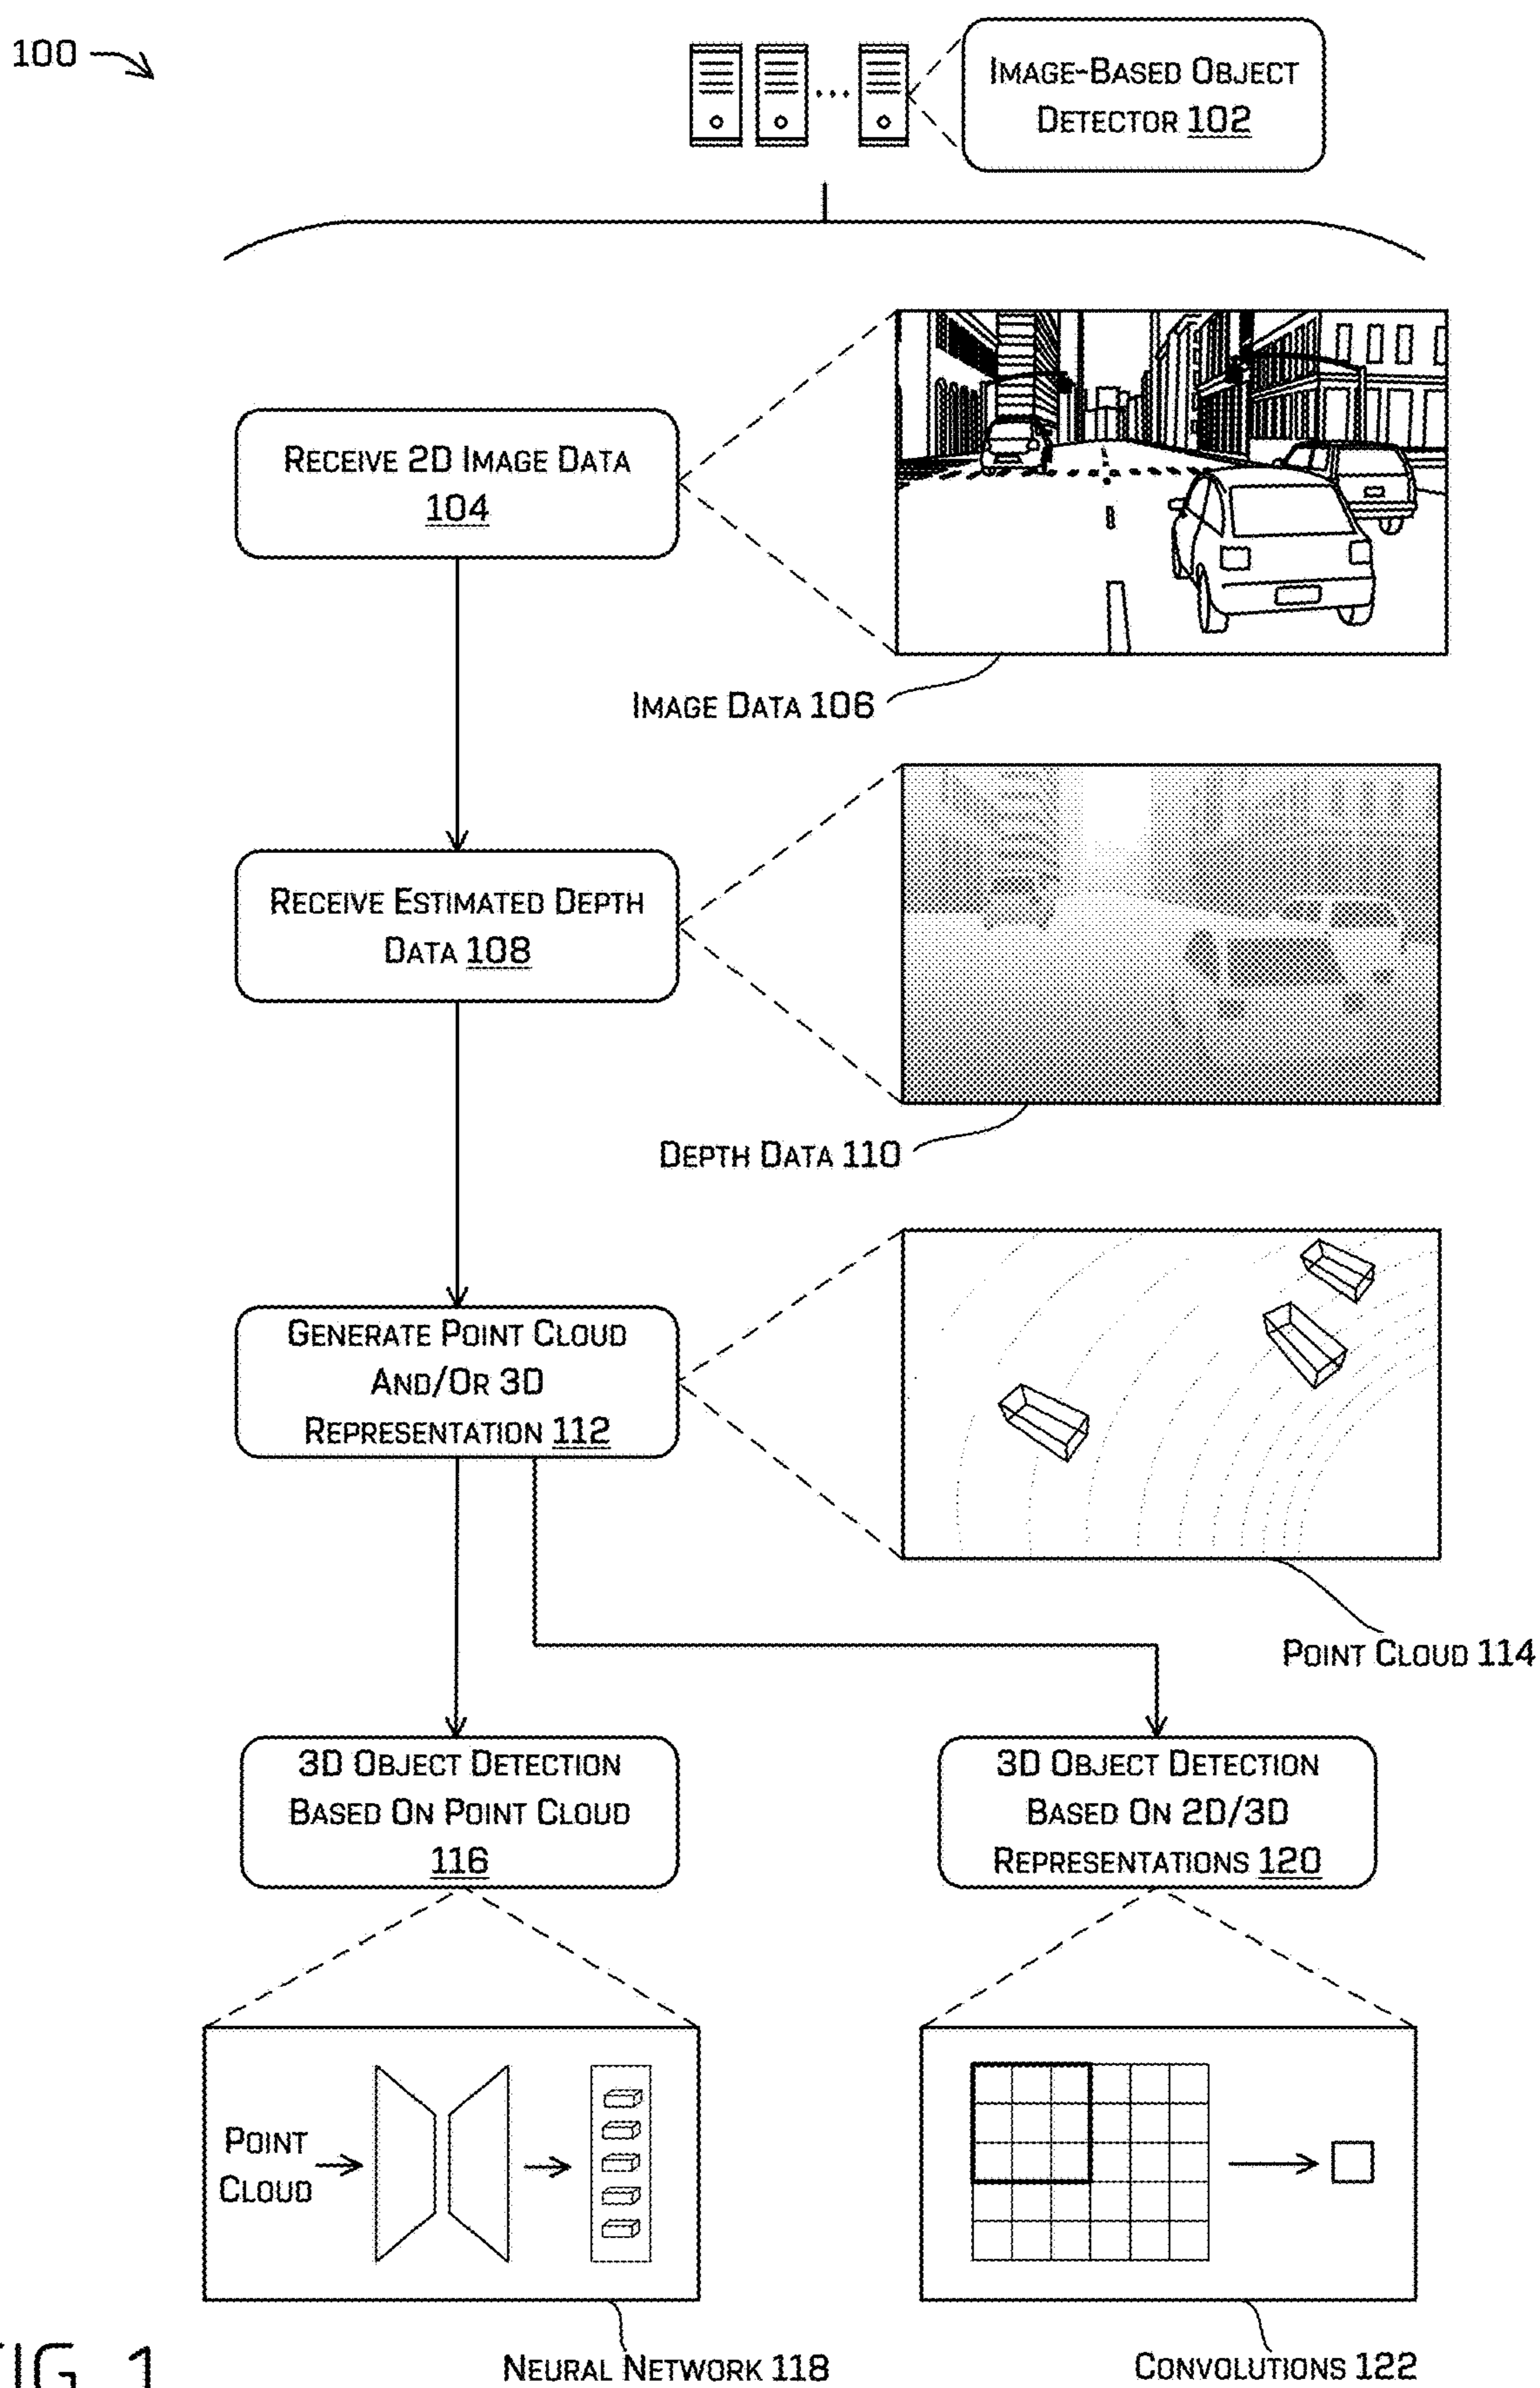 100
IMAGE-BASED OBJECT
DETECTOR 102
RECEIVE 2D IMAGE DATA
104
IMAGE DATA 106
RECEIVE ESTIMATED DEPTH
DATA 108
DEPTH DATA 110
GENERATE POINT CLOUD
AND/OR 3D
REPRESENTATION 112
POINT CLOUD 114
3D OBJECT DETECTION
BASED ON POINT CLOUD
116
3D OBJECT DETECTION
BASED ON 2D/3D
REPRESENTATIONS 120
POINT
CLOUD
NEURAL NETWORK 118
CONVOLUTIONS 122
FIG. 1